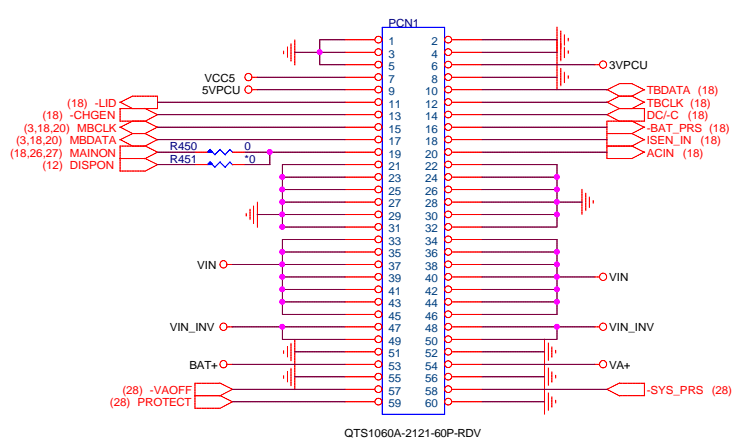 PCN1
1 2
3 4
5 6 3VPCU
VCC5 7 8
5VPCU 9 10 TBDATA (18)
(18) -LID 11 12 TBCLK (18)
(18) -CHGEN 13 14 DC/-C (18)
(3,18,20) MBCLK 15 16 -BAT_PRS (18)
(3,18,20) MBDATA 17 18 ISEN_IN (18)
(18,26,27) MAINON R450 0 19 20 ACIN (18)
(12) DISPON R451 *0 21 22
23 24
25 26
27 28
29 30
31 32
33 34
35 36
VIN 37 38
39 40 VIN
41 42
43 44
45 46
VIN_INV 47 48 VIN_INV
49 50
51 52
BAT+ 53 54 VA+
55 56
(28) -VAOFF 57 58 -SYS_PRS (28)
(28) PROTECT 59 60
QTS1060A-2121-60P-RDV